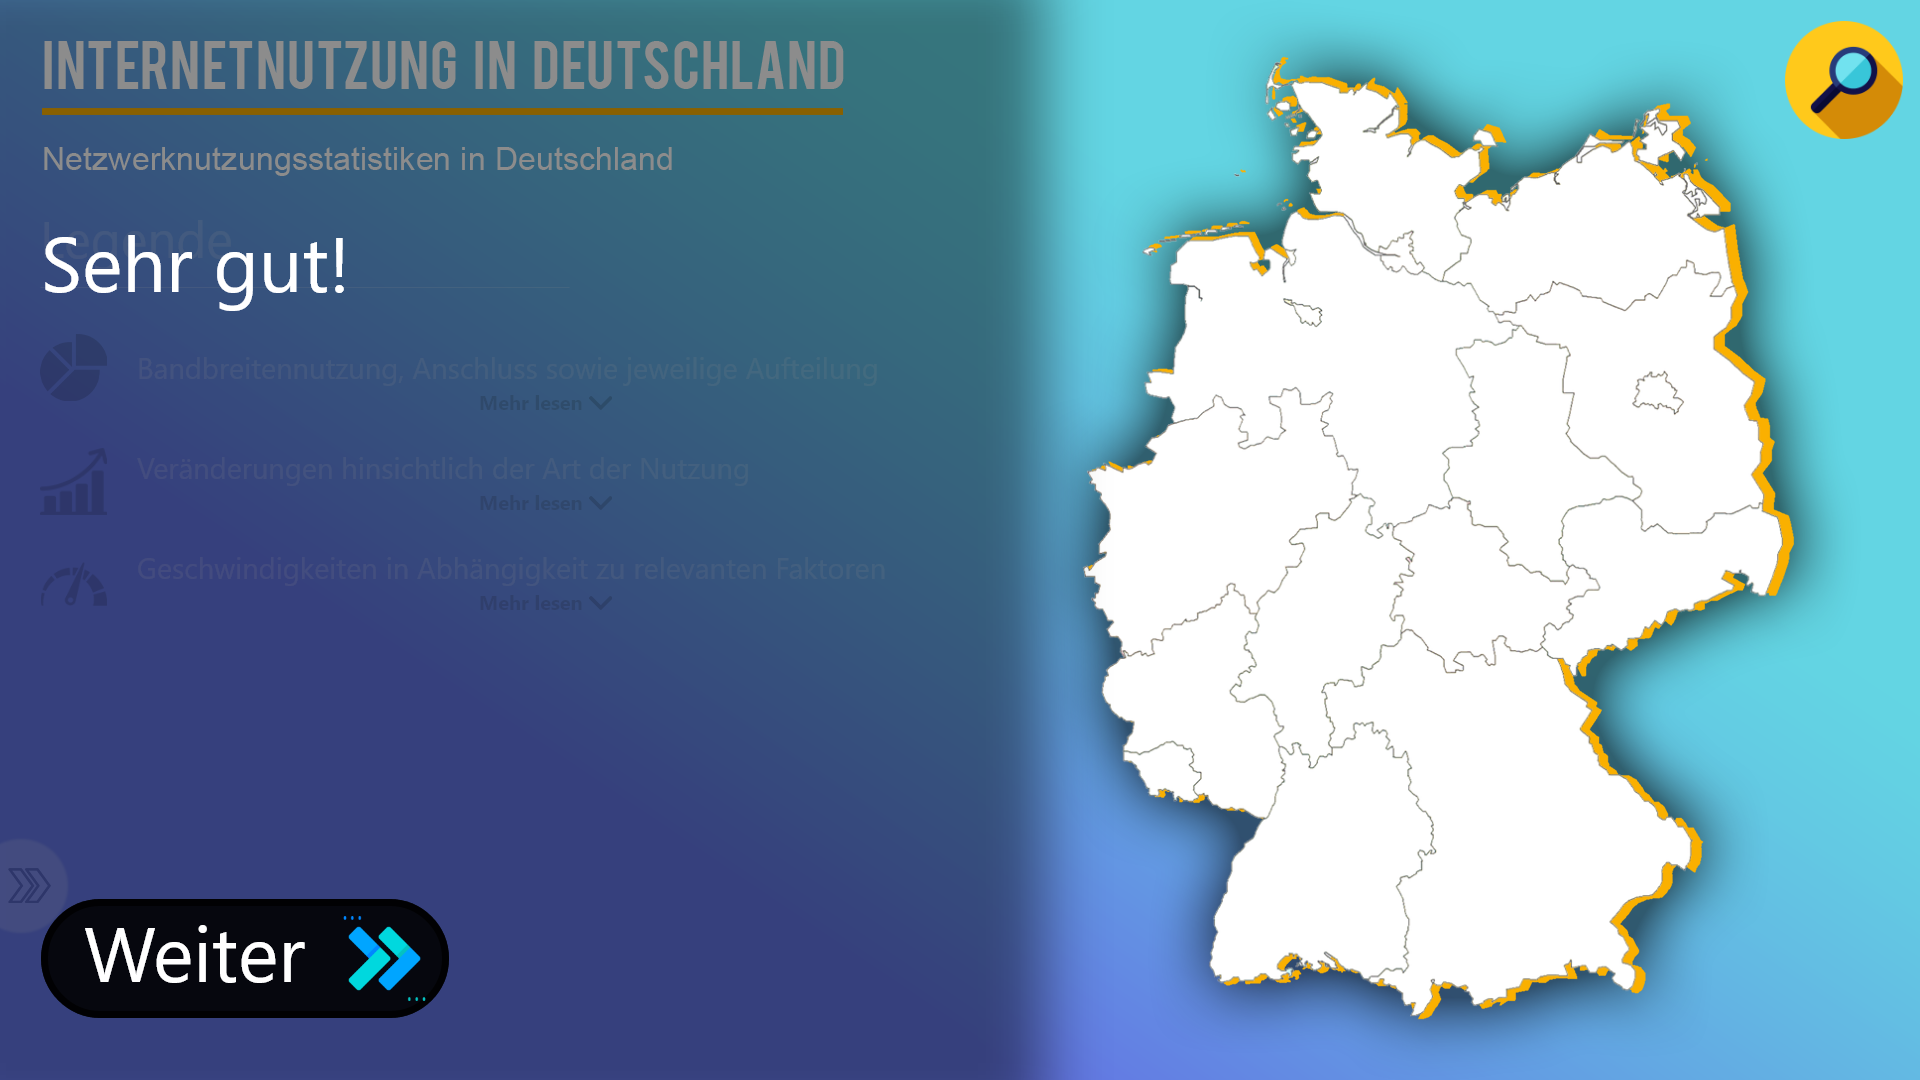 INTERNETNUTZUNG IN DEUTSCHLAND
Netzwerknutzungsstatistiken in Deutschland
Legende
Sehr gut!
Bandbreitennutzung, Anschluss sowie jeweilige Aufteilung
Mehr lesen
Veränderungen hinsichtlich der Art der Nutzung
Mehr lesen
Geschwindigkeiten in Abhängigkeit zu relevanten Faktoren
Mehr lesen
Weiter